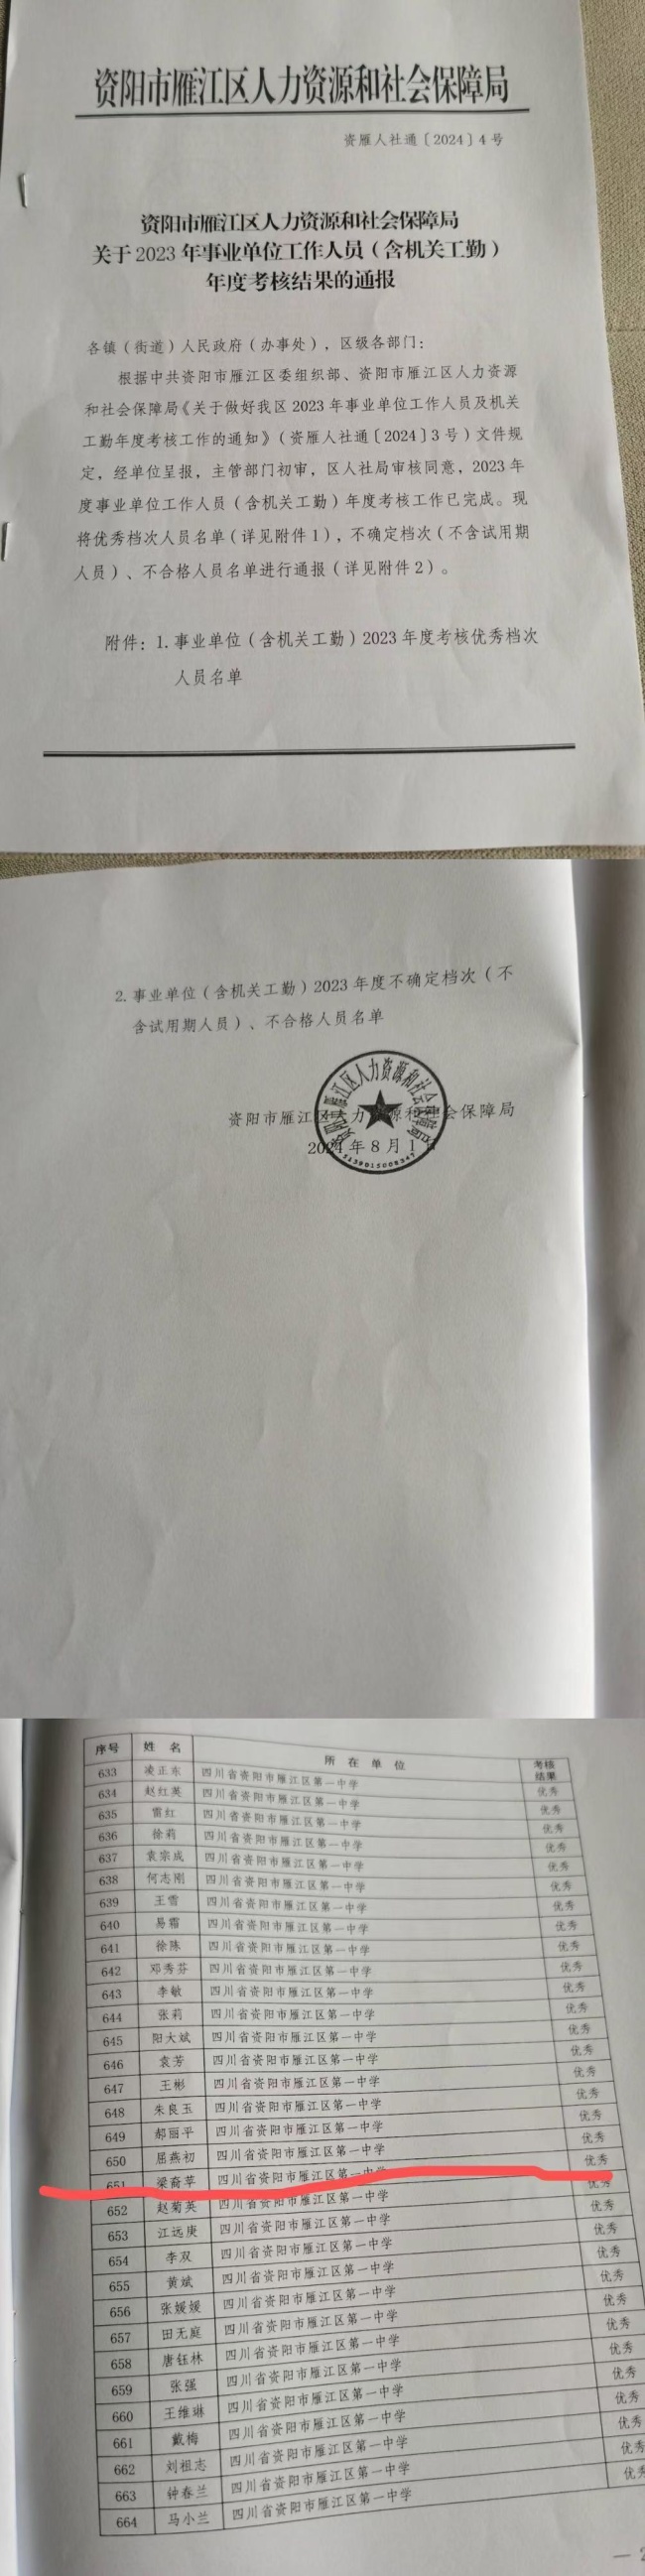 资阳市雁江区人力资源和社会保障局
资雁人社通〔2024〕4号
资阳市雁江区人力资源和社会保障局
关于2023年事业单位工作人员（含机关工勤）
年度考核结果的通报
各镇（街道）人民政府（办事处），区级各部门：
根据中共资阳市雁江区委组织部、资阳市雁江区人力资源
和社会保障局《关于做好我区2023年事业单位工作人员及机关
工勤年度考核工作的通知》（资雁人社通〔2024〕3号）文件规
定，经单位呈报，主管部门初审，区人社局审核同意，2023年
度事业单位工作人员（含机关工勤）年度考核工作已完成。现
将优秀档次人员名单（详见附件1），不确定档次（不含试用期
人员）、不合格人员名单进行通报（详见附件2）。
附件：1.事业单位（含机关工勤）2023年度考核优秀档次
人员名单
2.事业单位（含机关工勤）2023年度不确定档次（不
含试用期人员）、不合格人员名单
资阳市雁江区人力资源和社会保障局
2024年8月1日
序号 姓名 所在单位 考核结果
633 凌正东 四川省资阳市雁江区第一中学 优秀
634 赵红英 四川省资阳市雁江区第一中学 优秀
635 雷红 四川省资阳市雁江区第一中学 优秀
636 徐莉 四川省资阳市雁江区第一中学 优秀
637 袁宗成 四川省资阳市雁江区第一中学 优秀
638 何志刚 四川省资阳市雁江区第一中学 优秀
639 王雪 四川省资阳市雁江区第一中学 优秀
640 易霜 四川省资阳市雁江区第一中学 优秀
641 徐陈 四川省资阳市雁江区第一中学 优秀
642 邓秀芬 四川省资阳市雁江区第一中学 优秀
643 李敏 四川省资阳市雁江区第一中学 优秀
644 张莉 四川省资阳市雁江区第一中学 优秀
645 阳大斌 四川省资阳市雁江区第一中学 优秀
646 袁芳 四川省资阳市雁江区第一中学 优秀
647 王彬 四川省资阳市雁江区第一中学 优秀
648 朱良玉 四川省资阳市雁江区第一中学 优秀
649 郝丽平 四川省资阳市雁江区第一中学 优秀
650 屈燕初 四川省资阳市雁江区第一中学 优秀
651 梁裔苹 四川省资阳市雁江区第一中学 优秀
652 赵菊英 四川省资阳市雁江区第一中学 优秀
653 江远庚 四川省资阳市雁江区第一中学 优秀
654 李双 四川省资阳市雁江区第一中学 优秀
655 黄斌 四川省资阳市雁江区第一中学 优秀
656 张媛媛 四川省资阳市雁江区第一中学 优秀
657 田无庭 四川省资阳市雁江区第一中学 优秀
658 唐钰林 四川省资阳市雁江区第一中学 优秀
659 张强 四川省资阳市雁江区第一中学 优秀
660 王维琳 四川省资阳市雁江区第一中学 优秀
661 戴梅 四川省资阳市雁江区第一中学 优秀
662 刘祖志 四川省资阳市雁江区第一中学 优秀
663 钟春兰 四川省资阳市雁江区第一中学 优秀
664 马小兰 四川省资阳市雁江区第一中学